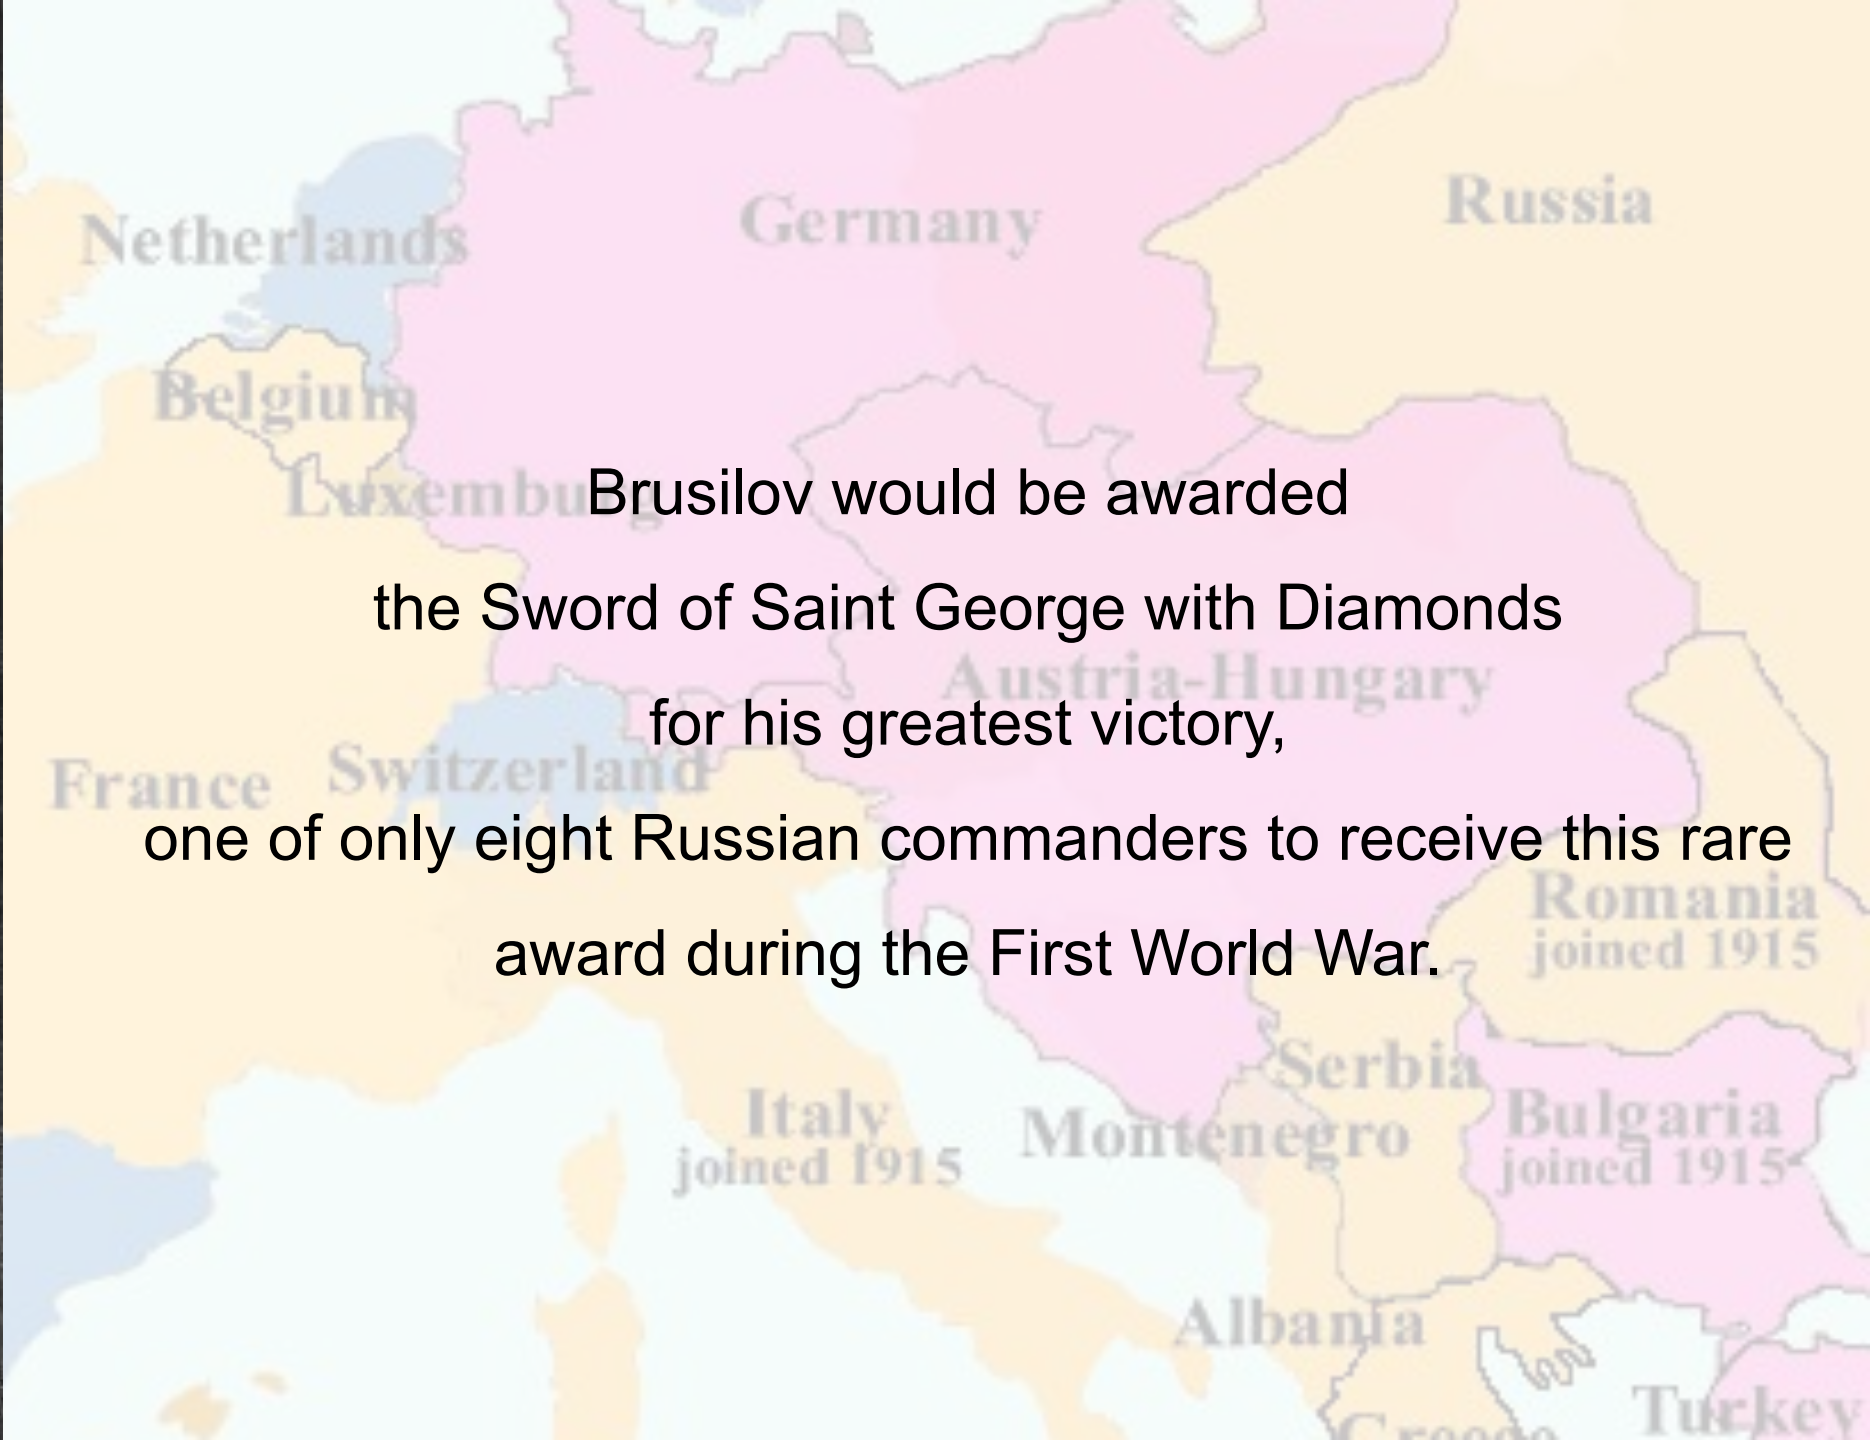 Russia
Germany
Netherlands
Belgium
Luxemburg
Brusilov would be awarded
the Sword of Saint George with Diamonds
Austria-Hungary
for his greatest victory,
France
Switzerland
one of only eight Russian commanders to receive this rare
Romania
joined 1915
award during the First World War.
Serbia
Italy
joined 1915
Montenegro
Bulgaria
joined 1915
Albania
Turkey
Greece